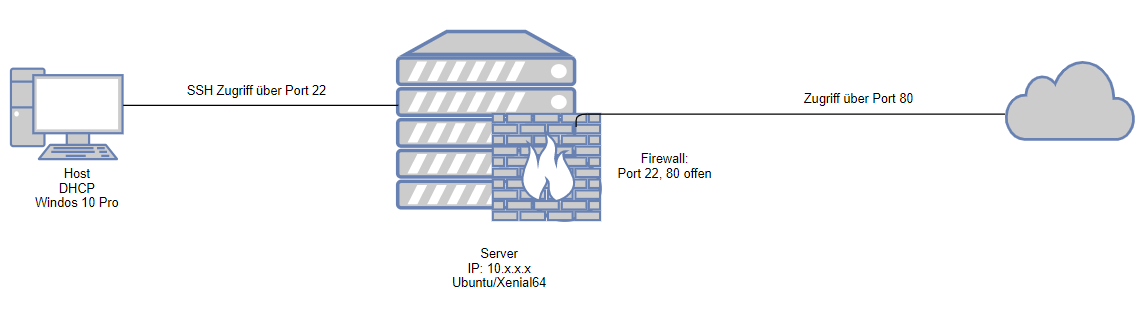 SSH Zugriff über Port 22
Zugriff über Port 80
Host
DHCP
Windos 10 Pro
Firewall:
Port 22, 80 offen
Server
IP: 10.x.x.x
Ubuntu/Xenial64